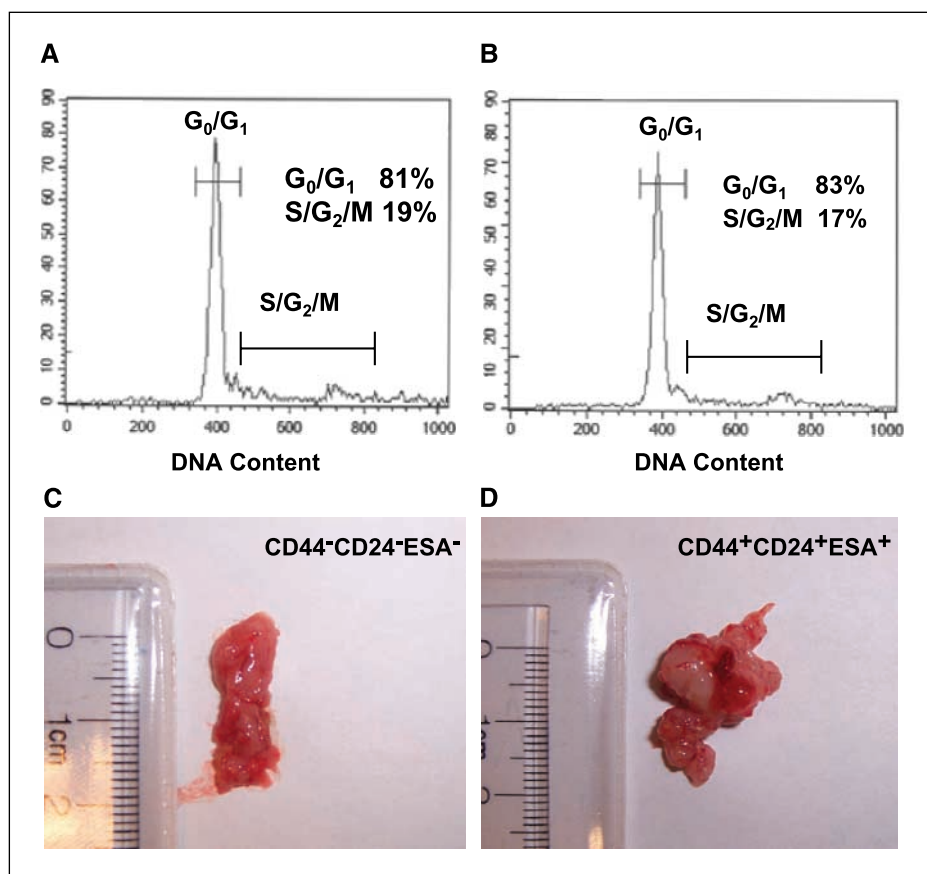 A
G₀/G₁
G₀/G₁ 81%
S/G₂/M 19%
S/G₂/M
90
80
70
60
50
40
30
20
10
0
0 200 400 600 800 1000
DNA Content
B
G₀/G₁
G₀/G₁ 83%
S/G₂/M 17%
S/G₂/M
90
80
70
60
50
40
30
20
10
0
0 200 400 600 800 1000
DNA Content
C
CD44⁻CD24⁻ESA⁻
0
1cm
2
D
CD44⁺CD24⁺ESA⁺
0
1cm
2